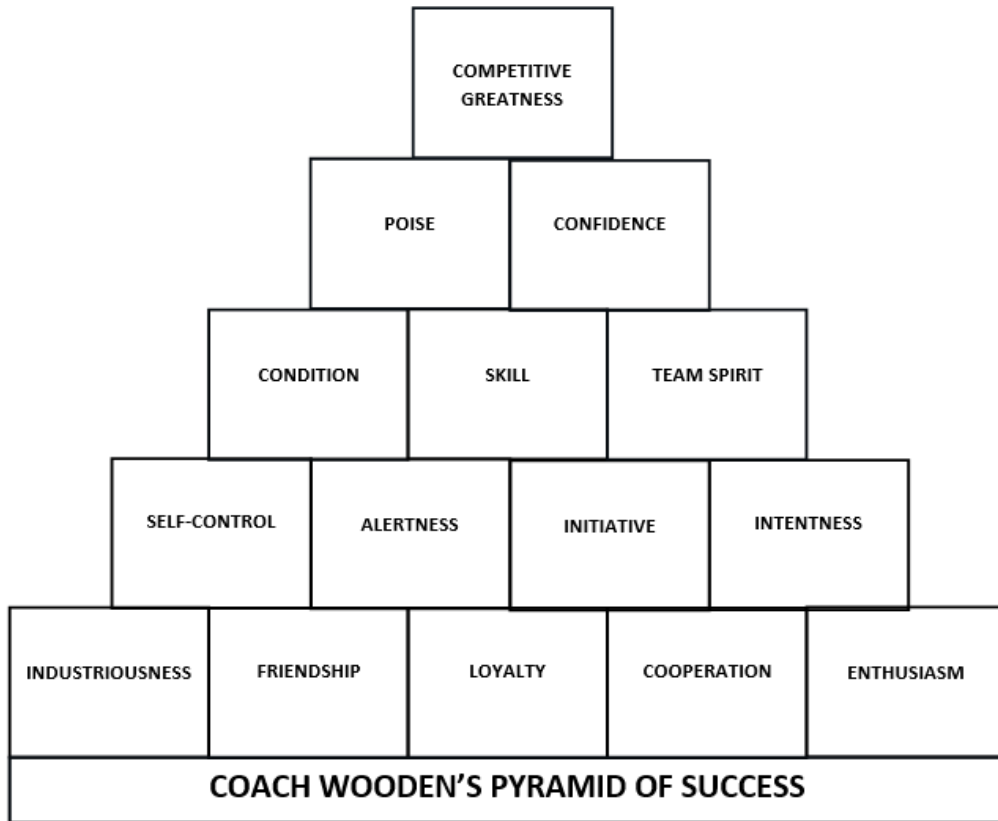 COMPETITIVE
GREATNESS
POISE
CONFIDENCE
CONDITION
SKILL
TEAM SPIRIT
SELF-CONTROL
ALERTNESS
INITIATIVE
INTENTNESS
INDUSTRIOUSNESS
FRIENDSHIP
LOYALTY
COOPERATION
ENTHUSIASM
COACH WOODEN’S PYRAMID OF SUCCESS